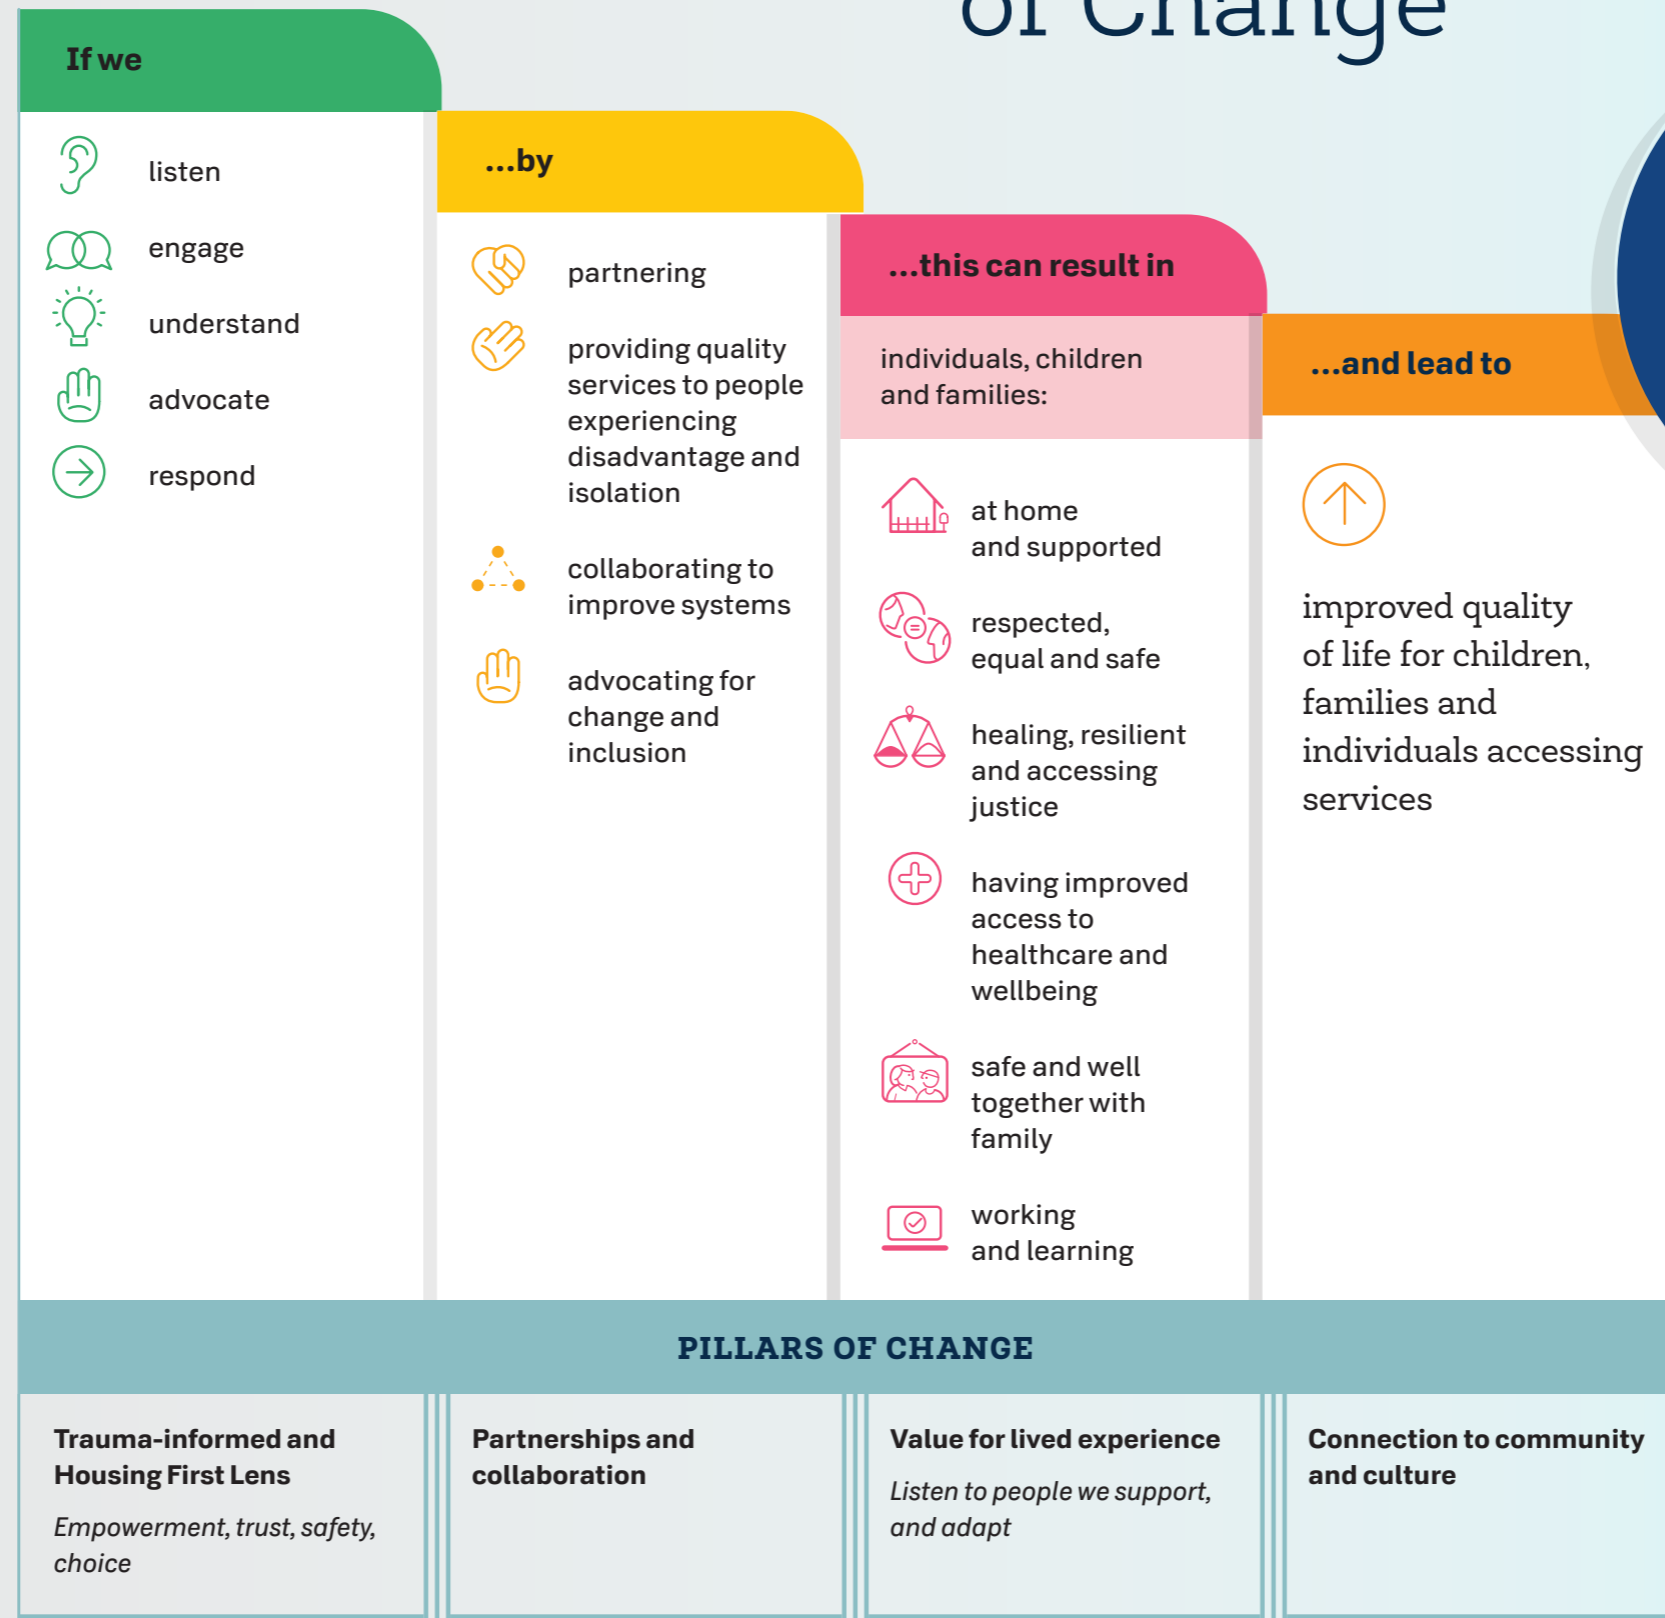 of Change
If we
listen
engage
understand
advocate
respond
...by
partnering
providing quality
services to people
experiencing
disadvantage and
isolation
collaborating to
improve systems
advocating for
change and
inclusion
...this can result in
individuals, children
and families:
at home
and supported
respected,
equal and safe
healing, resilient
and accessing
justice
having improved
access to
healthcare and
wellbeing
safe and well
together with
family
working
and learning
...and lead to
improved quality
of life for children,
families and
individuals accessing
services
PILLARS OF CHANGE
Trauma-informed and
Housing First Lens
Empowerment, trust, safety,
choice
Partnerships and
collaboration
Value for lived experience
Listen to people we support,
and adapt
Connection to community
and culture